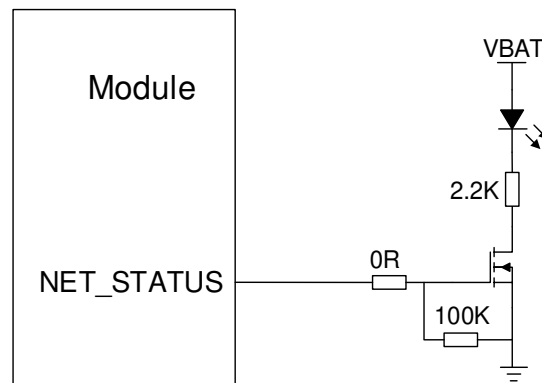 VBAT
Module
2.2K
0R
NET_STATUS
100K